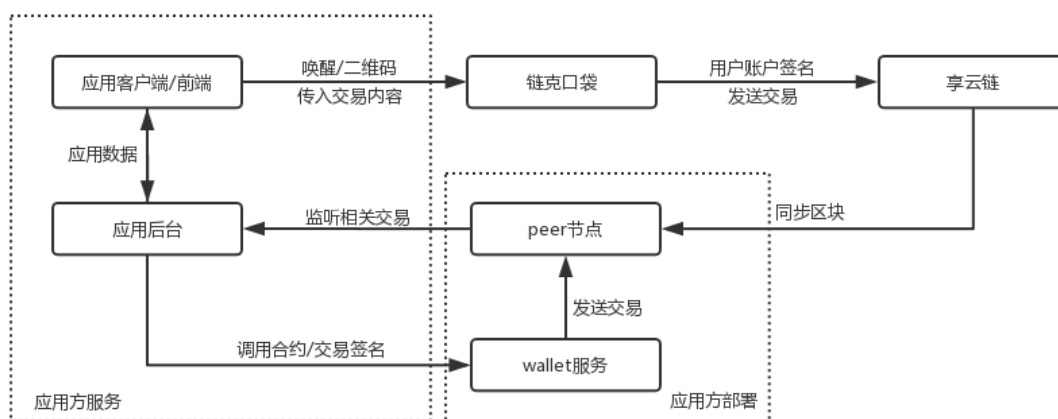 应用客户端/前端
唤醒/二维码
传入交易内容
链克口袋
用户账户签名
发送交易
享云链
应用数据
应用后台
监听相关交易
peer节点
同步区块
发送交易
调用合约/交易签名
wallet服务
应用方服务
应用方部署